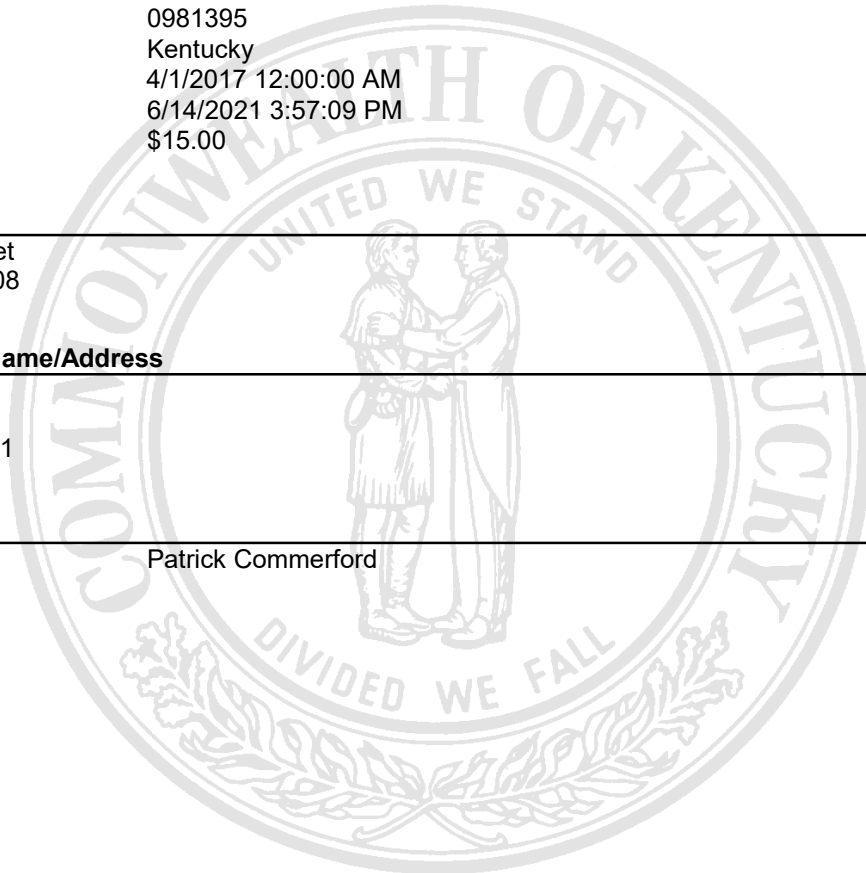 0981395
Kentucky
4/1/2017 12:00:00 AM
6/14/2021 3:57:09 PM
$15.00
et
08
ame/Address
1
Patrick Commerford
COMMONWEALTH OF KENTUCKY
UNITED WE STAND
DIVIDED WE FALL